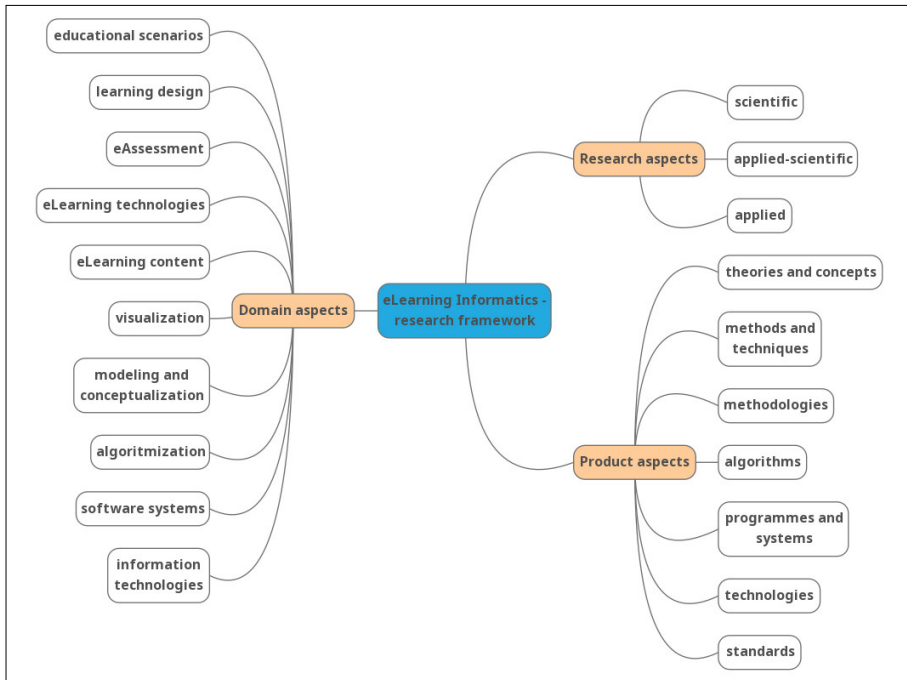 educational scenarios
learning design
eAssessment
eLearning technologies
eLearning content
visualization
modeling and
conceptualization
algoritmization
software systems
information
technologies
Domain aspects
eLearning Informatics -
research framework
Research aspects
scientific
applied-scientific
applied
Product aspects
theories and concepts
methods and
techniques
methodologies
algorithms
programmes and
systems
technologies
standards